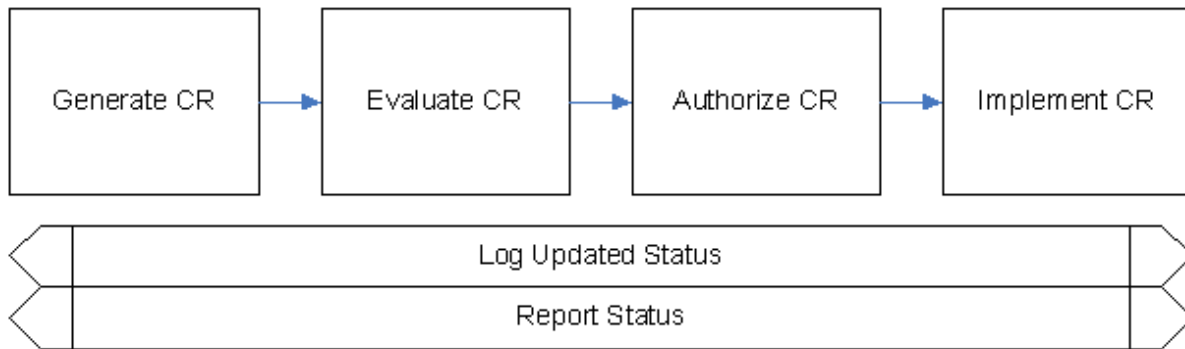 Generate CR
Evaluate CR
Authorize CR
Implement CR
Log Updated Status
Report Status